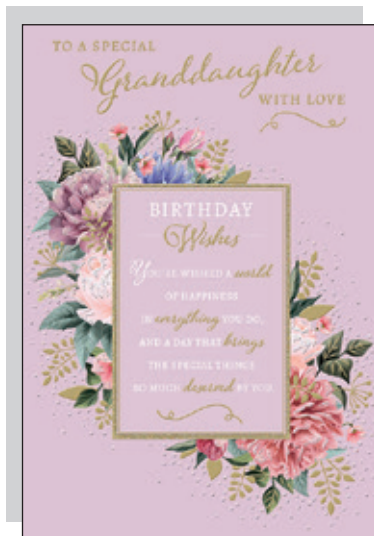 TO A SPECIAL
Granddaughter
WITH LOVE
BIRTHDAY
Wishes
YOU'RE WISHED A world
OF HAPPINESS
IN everything YOU DO,
AND A DAY THAT brings
THE SPECIAL THINGS
SO MUCH deserved BY YOU